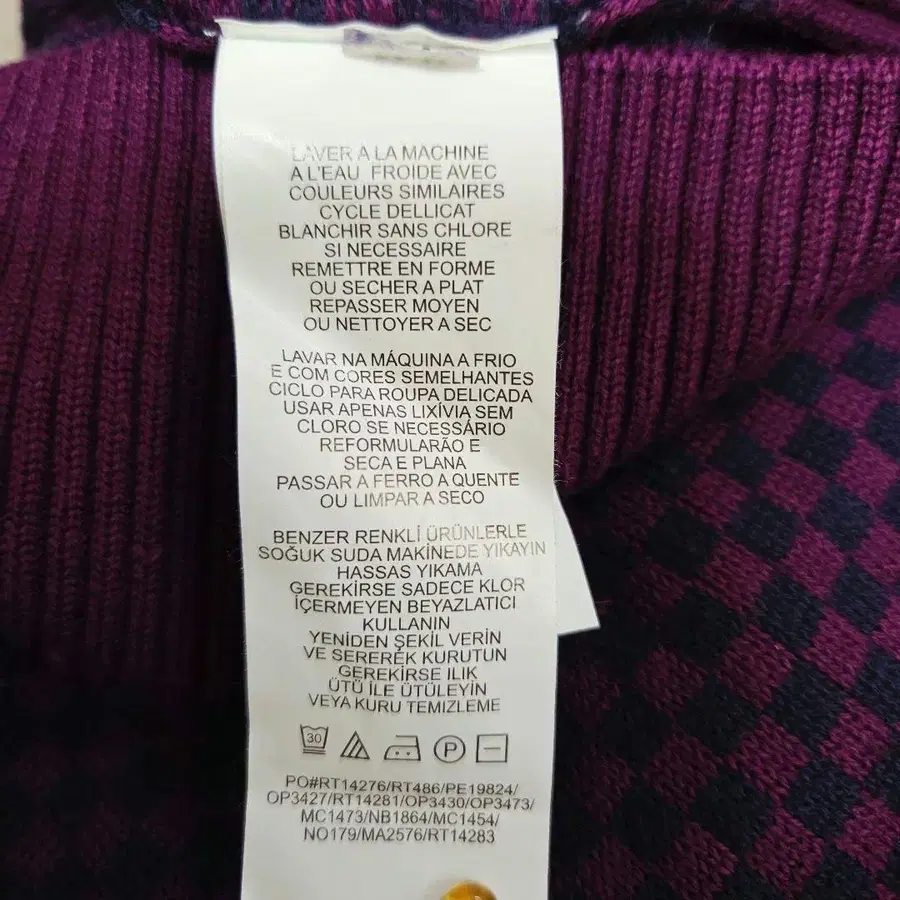 LAVER A LA MACHINE
A L'EAU FROIDE AVEC
COULEURS SIMILAIRES
CYCLE DELLICAT
BLANCHIR SANS CHLORE
SI NECESSAIRE
REMETTRE EN FORME
OU SECHER A PLAT
REPASSER MOYEN
OU NETTOYER A SEC
LAVAR NA MÁQUINA A FRIO
E COM CORES SEMELHANTES
CICLO PARA ROUPA DELICADA
USAR APENAS LIXÍVIA SEM
CLORO SE NECESSÁRIO
REFORMULARÃO E
SECA E PLANA
PASSAR A FERRO A QUENTE
OU LIMPAR A SECO
BENZER RENKLİ ÜRÜNLERLE
SOĞUK SUDA MAKİNEDE YIKAYIN
HASSAS YIKAMA
GEREKİRSE SADECE KLOR
İÇERMEYEN BEYAZLATICI
KULLANIN
YENİDEN ŞEKİL VERİN
VE SEREREK KURUTUN
GEREKİRSE ILIK
ÜTÜ İLE ÜTÜLEYİN
VEYA KURU TEMİZLEME
30 P
PO#RT14276/RT486/PE19824/
OP3427/RT14281/OP3430/OP3473/
MC1473/NB1864/MC1454/
NO179/MA2576/RT14283